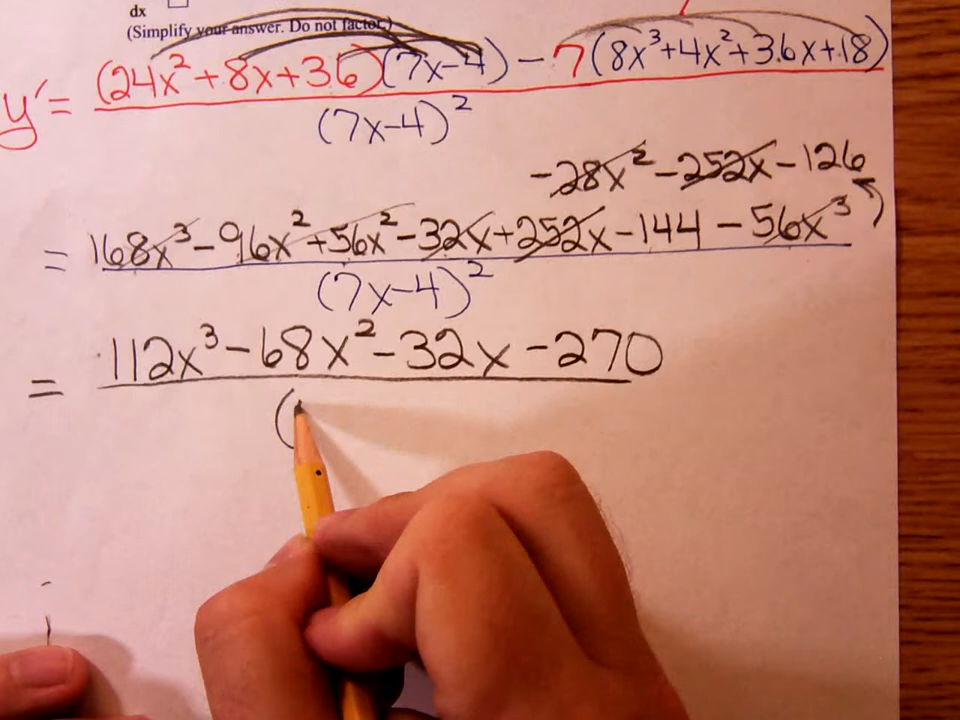 dx
(Simplify your answer. Do not factor.)
y' = (24x² + 8x + 36)(7x-4) - 7(8x³ + 4x² + 36x + 18)
(7x-4)²
-28x² - 252x - 126
= 168x³ - 96x² + 56x² - 32x + 252x - 144 - 56x³
(7x-4)²
= 112x³ - 68x² - 32x - 270
(